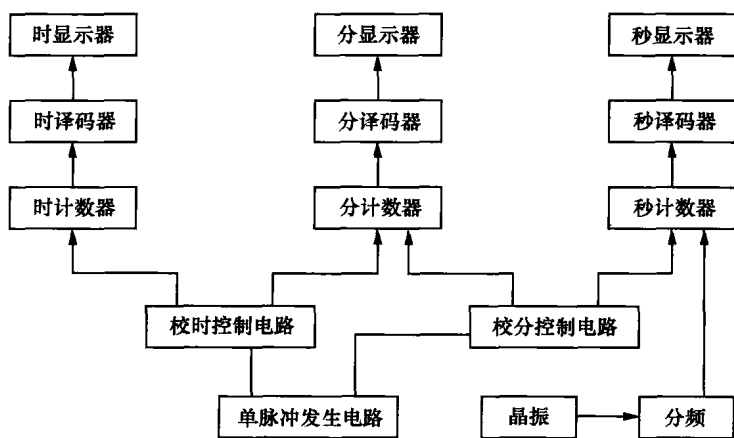 时显示器
分显示器
秒显示器
时译码器
分译码器
秒译码器
时计数器
分计数器
秒计数器
校时控制电路
校分控制电路
单脉冲发生电路
晶振
分频